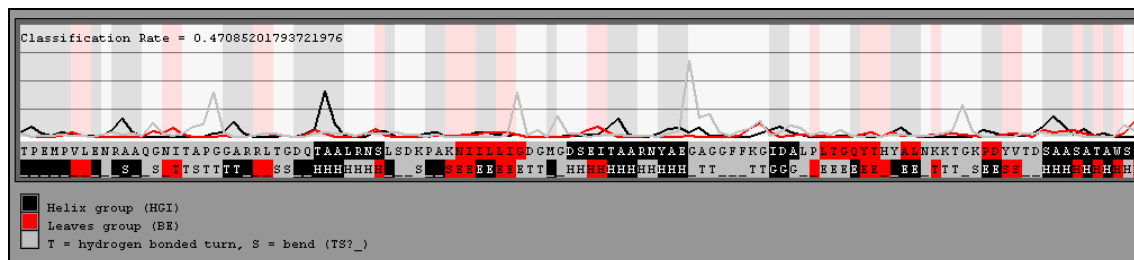 Classification Rate = 0.47085201793721976
TPEMPVLENRAAQGNITAPGGARRLTGDQTAALRNSLSDKPAKNIILLIGDGMGDSEITAARNYAEGAGGFFKGIDALPLTGQYTHYALNKKTGKPDYVTDSAASATAWS
Helix group (HGI)
Leaves group (BE)
T = hydrogen bonded turn, S = bend (TS?_)